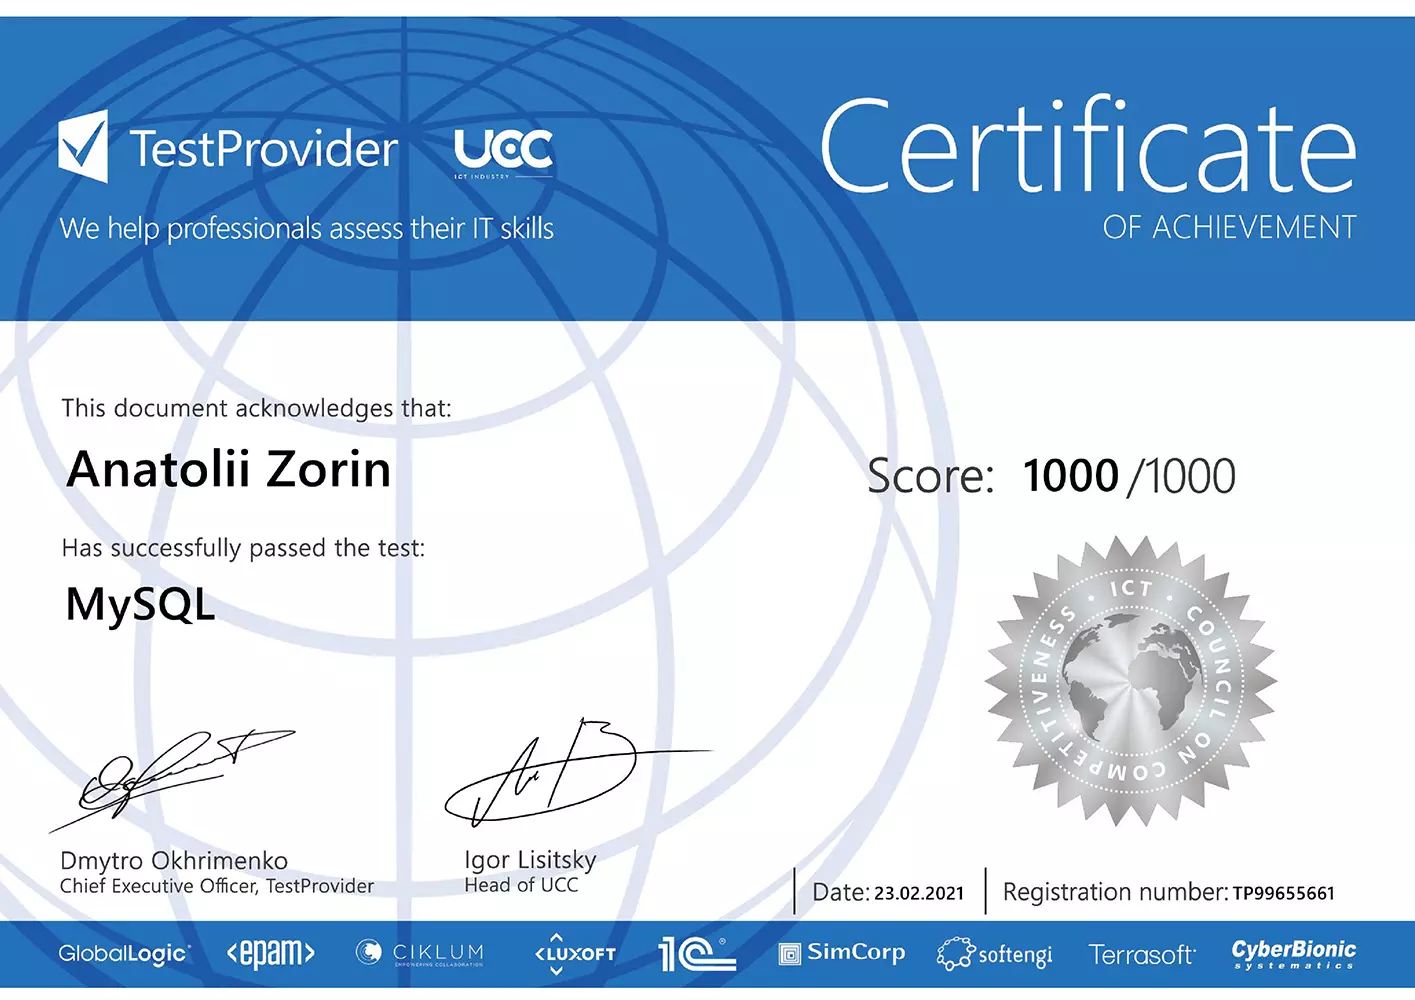 TestProvider
UCC
ICT INDUSTRY
We help professionals assess their IT skills
Certificate
OF ACHIEVEMENT
This document acknowledges that:
Anatolii Zorin
Score: 1000/1000
Has successfully passed the test:
MySQL
ICT · COUNCIL ON COMPETITIVENESS ·
Dmytro Okhrimenko
Chief Executive Officer, TestProvider
Igor Lisitsky
Head of UCC
Date: 23.02.2021
Registration number: TP99655661
GlobalLogic
<epam>
CIKLUM
EMPOWERING COLLABORATION
LUXOFT
1C
SimCorp
softengi
Terrasoft
CyberBionic
systematics